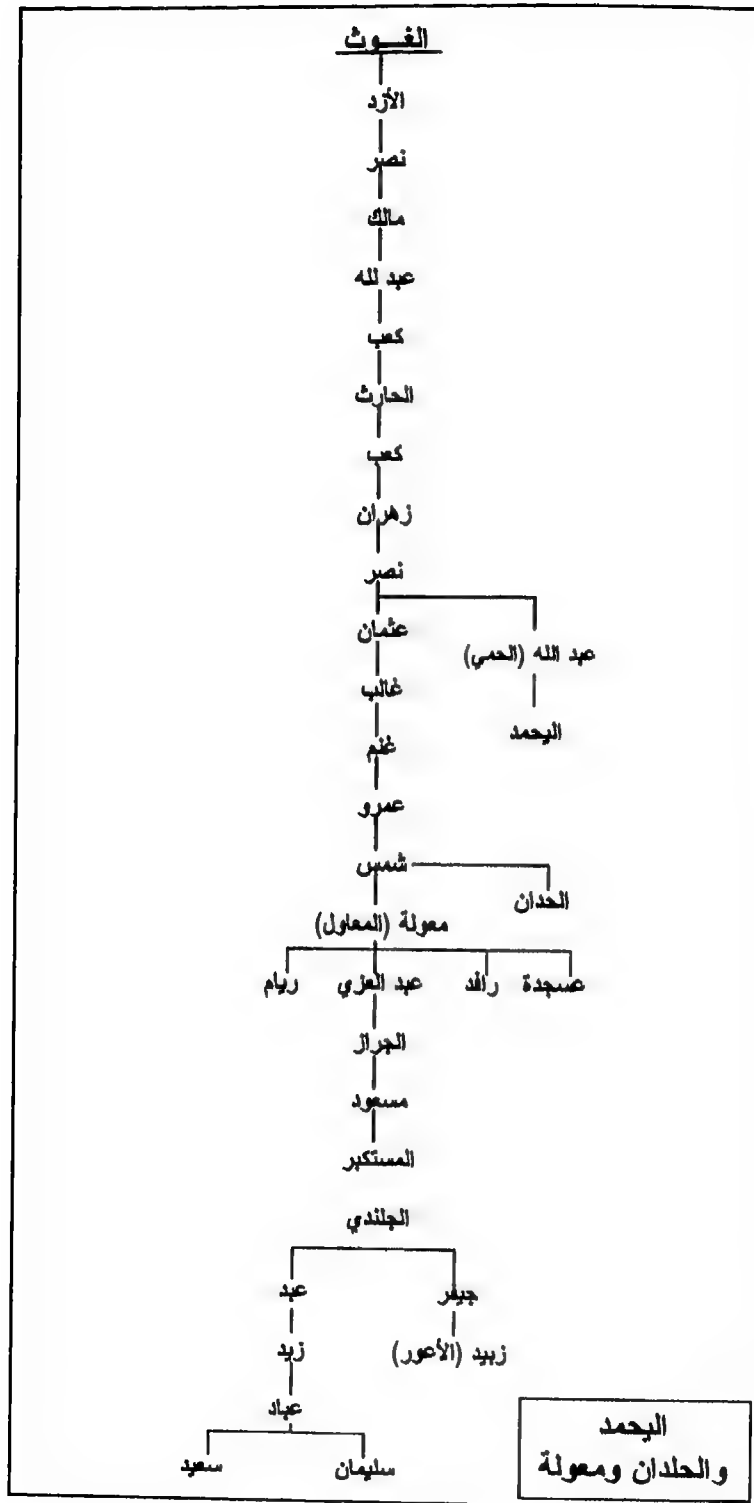 الغوث
الأزد
نصر
مالك
عبد لله
كعب
الحارث
كعب
زهران
نصر
عثمان
عبد الله (الحمي)
غالب
اليحمد
غنم
عمرو
شمس
الحدان
معولة (المعاول)
عسجدة رافد عبد العزي ريام
الجراز
مسعود
المستكبر
الجلندي
جيفر عبد
زبيد (الأعور) زيد
عباد
سليمان سعيد
اليحمد
والحلدان ومعولة